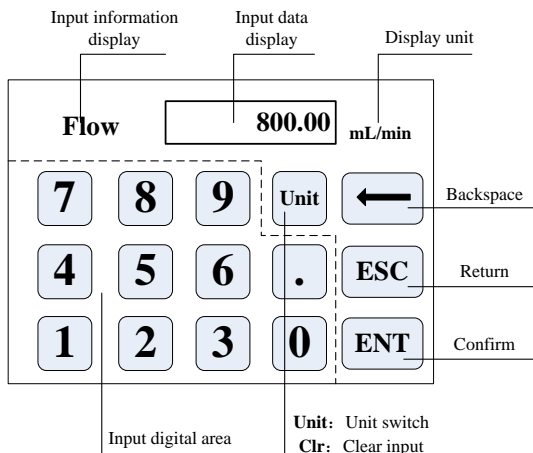 Input information
display
Input data
display
Display unit
Flow
800.00
mL/min
7
8
9
Unit
Backspace
4
5
6
.
ESC
Return
1
2
3
0
ENT
Confirm
Input digital area
Unit： Unit switch
Clr： Clear input